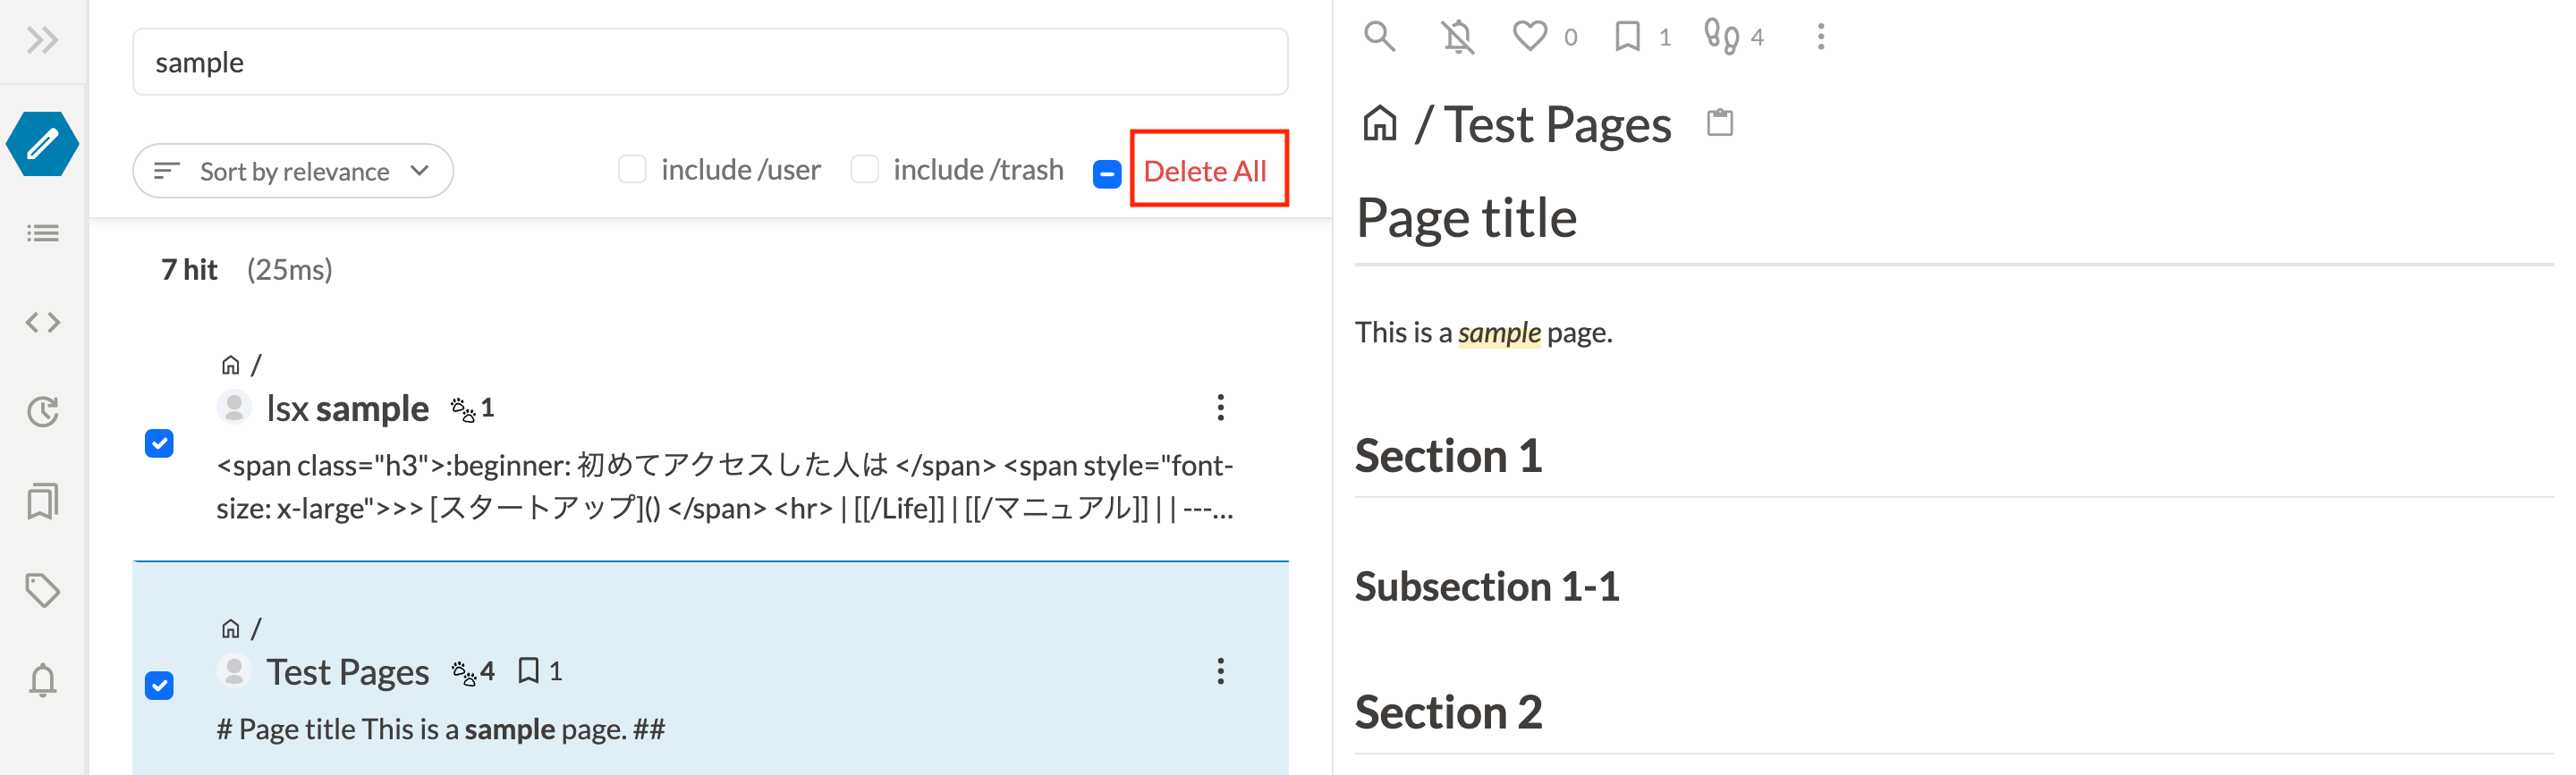 sample
Sort by relevance
include /user
include /trash
Delete All
7 hit (25ms)
/
lsx sample 1
<span class="h3">:beginner: 初めてアクセスした人は </span> <span style="font-
size: x-large">>> [スタートアップ]() </span> <hr> | [[/Life]] | [[/マニュアル]] | | ---...
/
Test Pages 4 1
# Page title This is a sample page. ##
0 1 4
/ Test Pages
Page title
This is a sample page.
Section 1
Subsection 1-1
Section 2